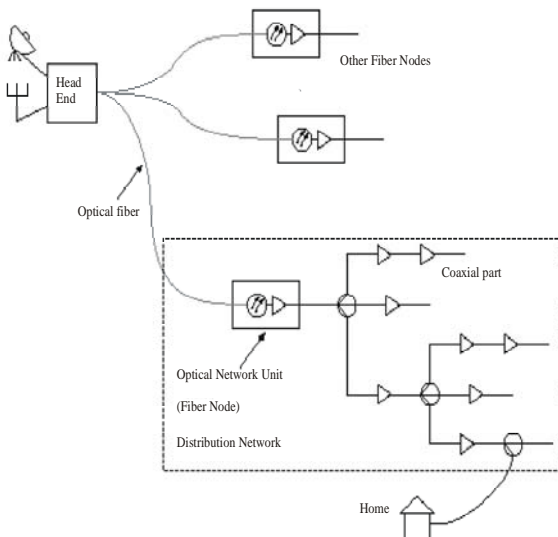 Head
End
Other Fiber Nodes
Optical fiber
Coaxial part
Optical Network Unit
(Fiber Node)
Distribution Network
Home